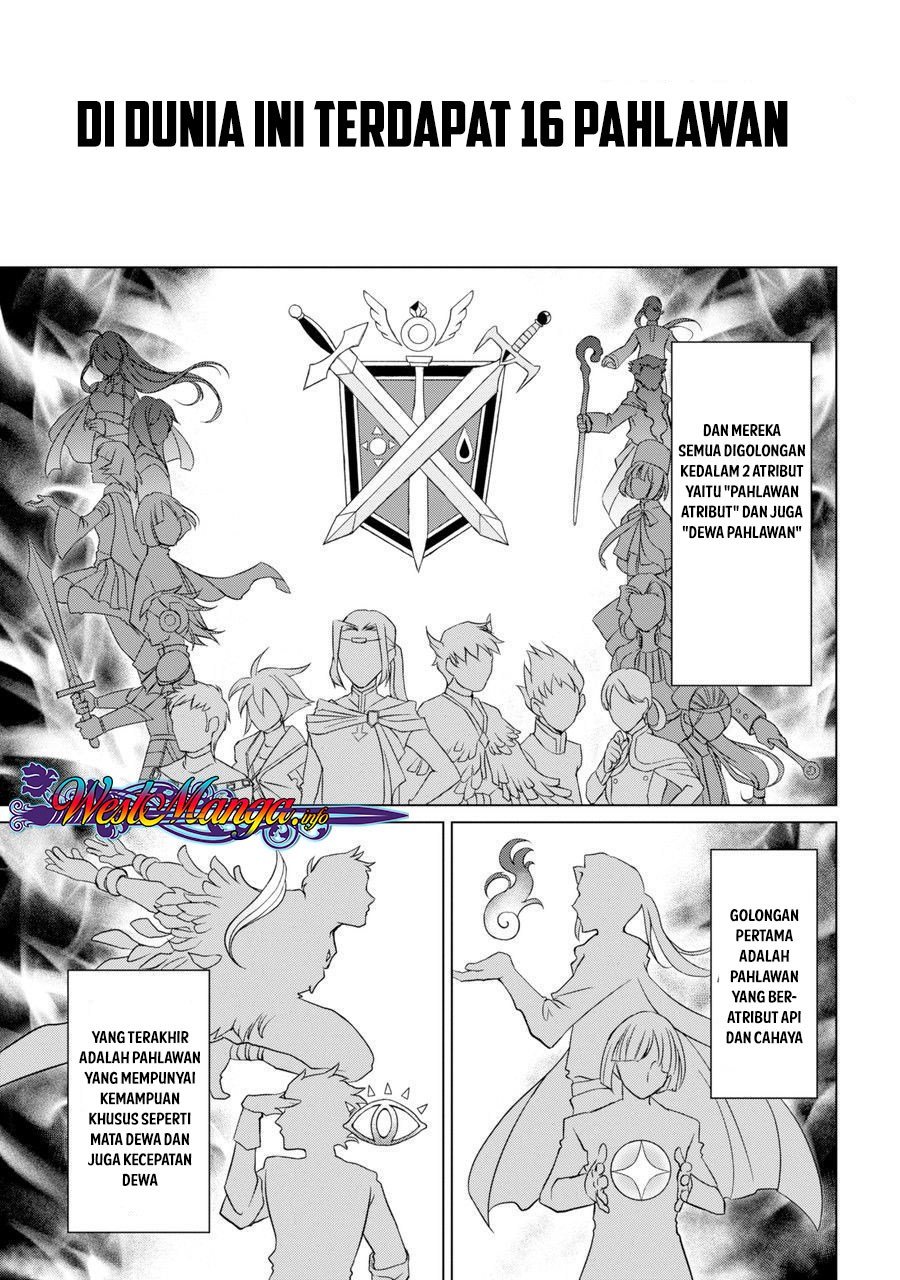 DI DUNIA INI TERDAPAT 16 PAHLAWAN
DAN MEREKA
SEMUA DIGOLONGAN
KEDALAM 2 ATRIBUT
YAITU "PAHLAWAN
ATRIBUT" DAN JUGA
"DEWA PAHLAWAN"
WestManga.info
GOLONGAN
PERTAMA
ADALAH
PAHLAWAN
YANG BER-
ATRIBUT API
DAN CAHAYA
YANG TERAKHIR
ADALAH PAHLAWAN
YANG MEMPUNYAI
KEMAMPUAN
KHUSUS SEPERTI
MATA DEWA DAN
JUGA KECEPATAN
DEWA